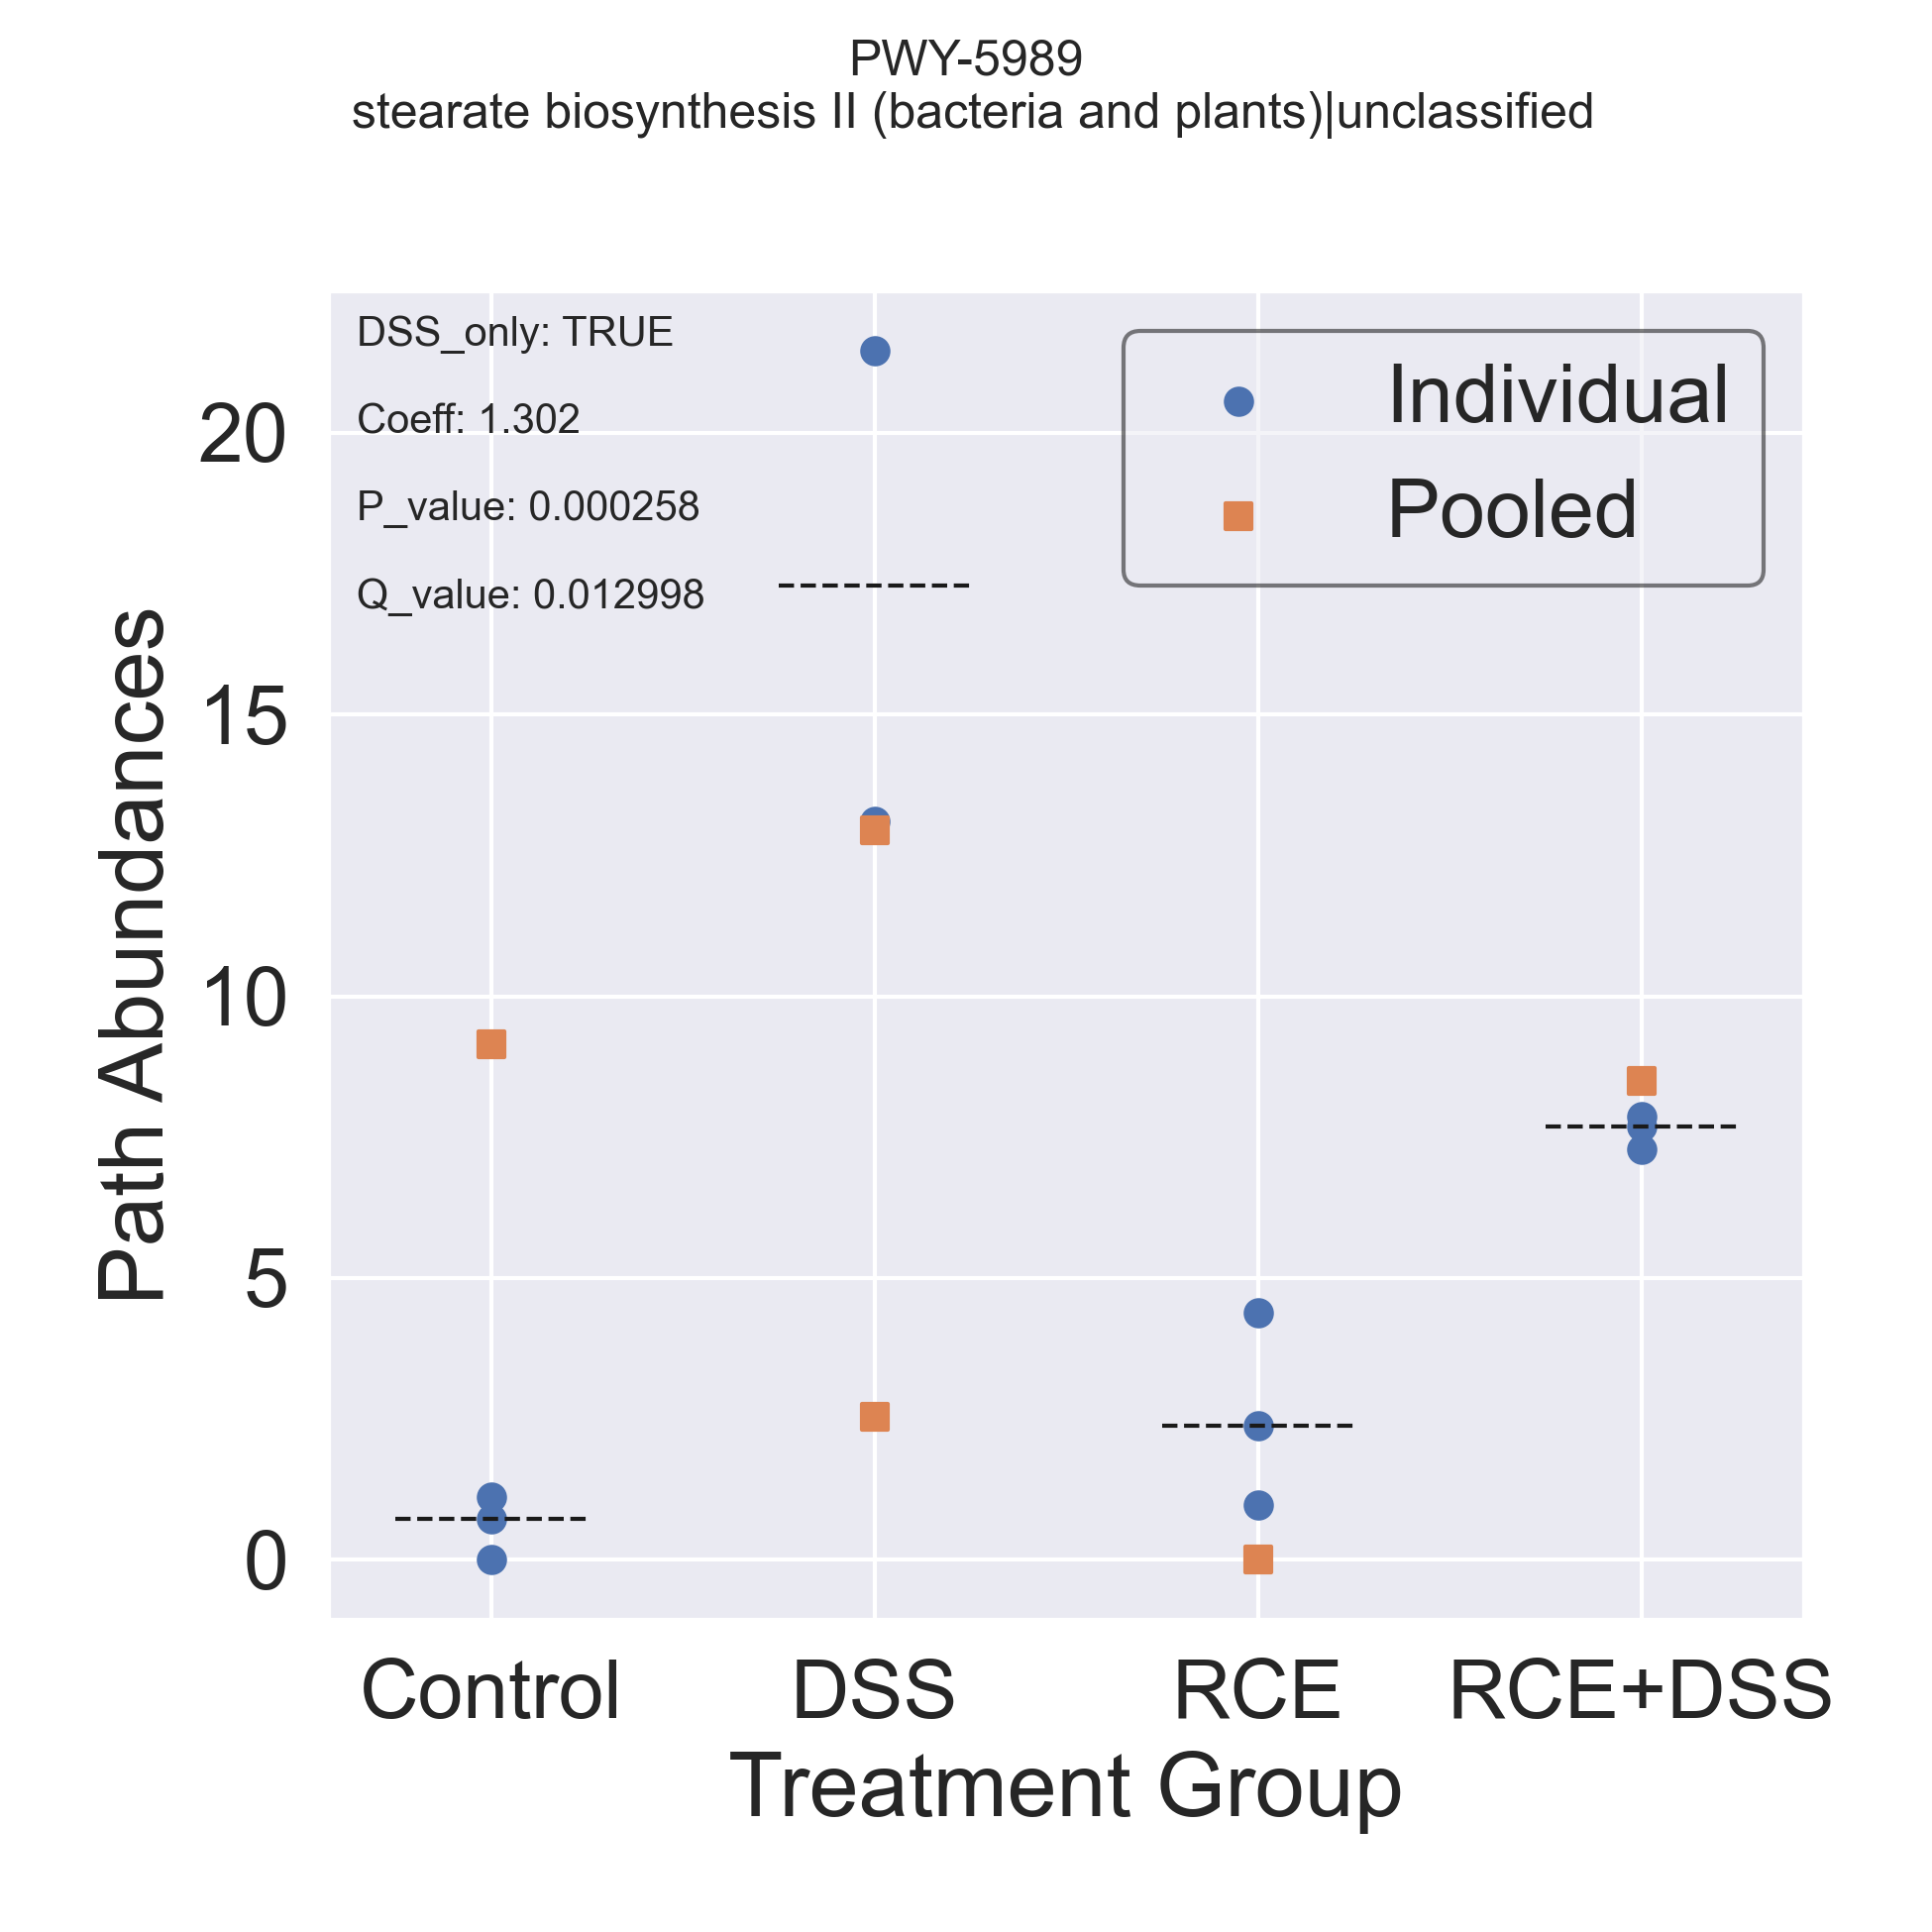 PWY-5989
stearate biosynthesis II (bacteria and plants)|unclassified
DSS_only: TRUE
Coeff: 1.302
P_value: 0.000258
Q_value: 0.012998
Individual
Pooled
Path Abundances
20
15
10
5
0
Control
DSS
RCE
RCE+DSS
Treatment Group